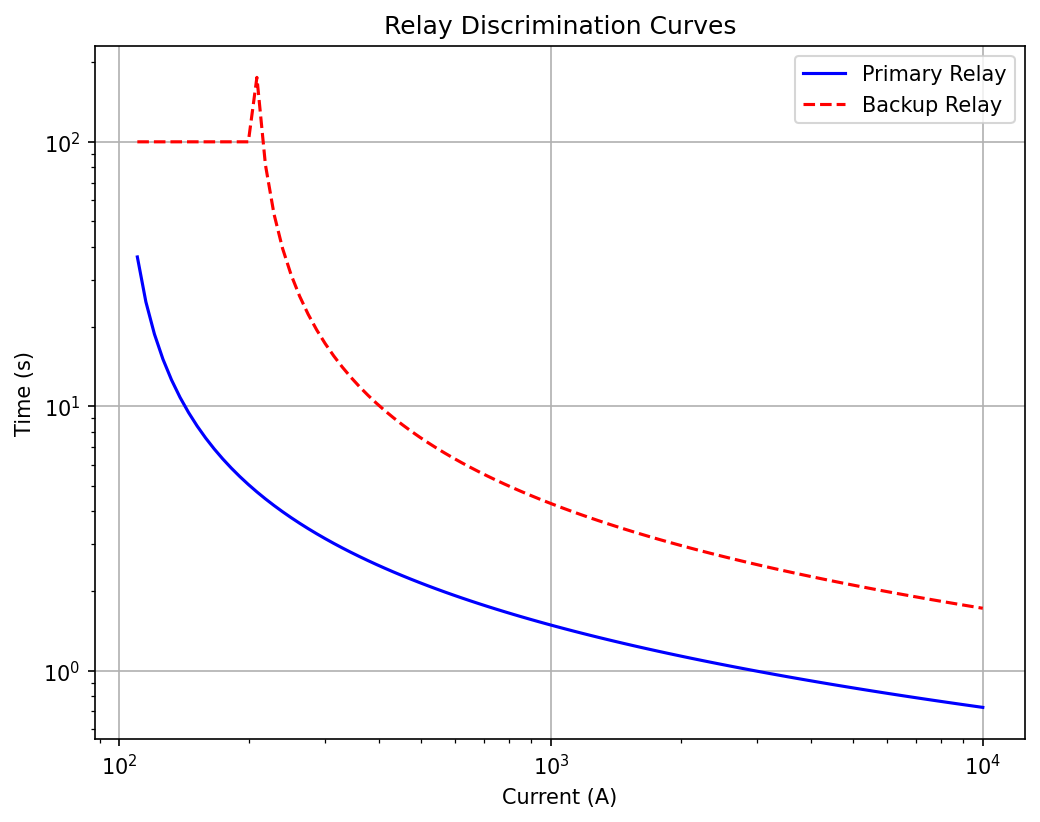 Relay Discrimination Curves
Primary Relay
Backup Relay
10²
10¹
10⁰
Time (s)
10² 10³ 10⁴
Current (A)